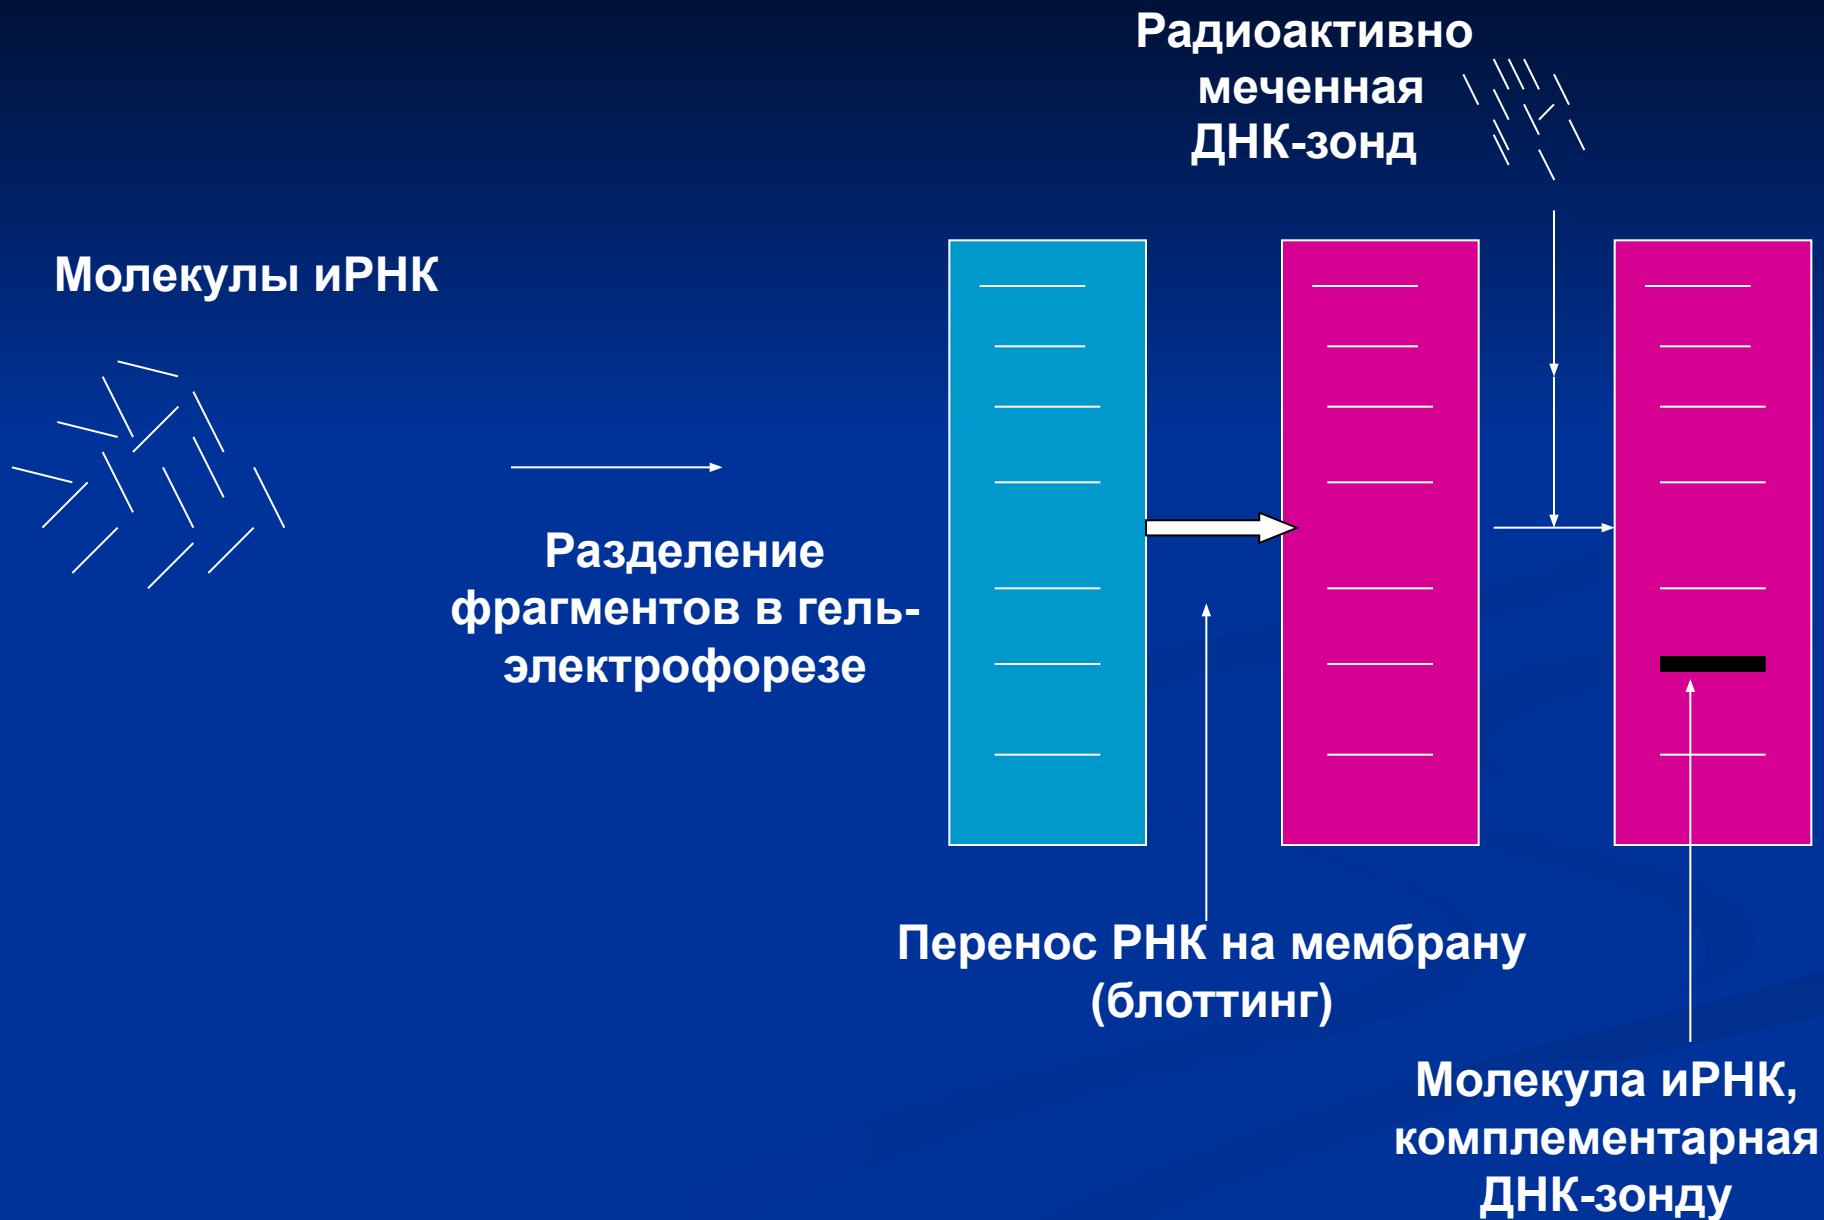 Радиоактивно
меченная
ДНК-зонд
Молекулы иРНК
Разделение
фрагментов в гель-
электрофорезе
Перенос РНК на мембрану
(блоттинг)
Молекула иРНК,
комплементарная
ДНК-зонду